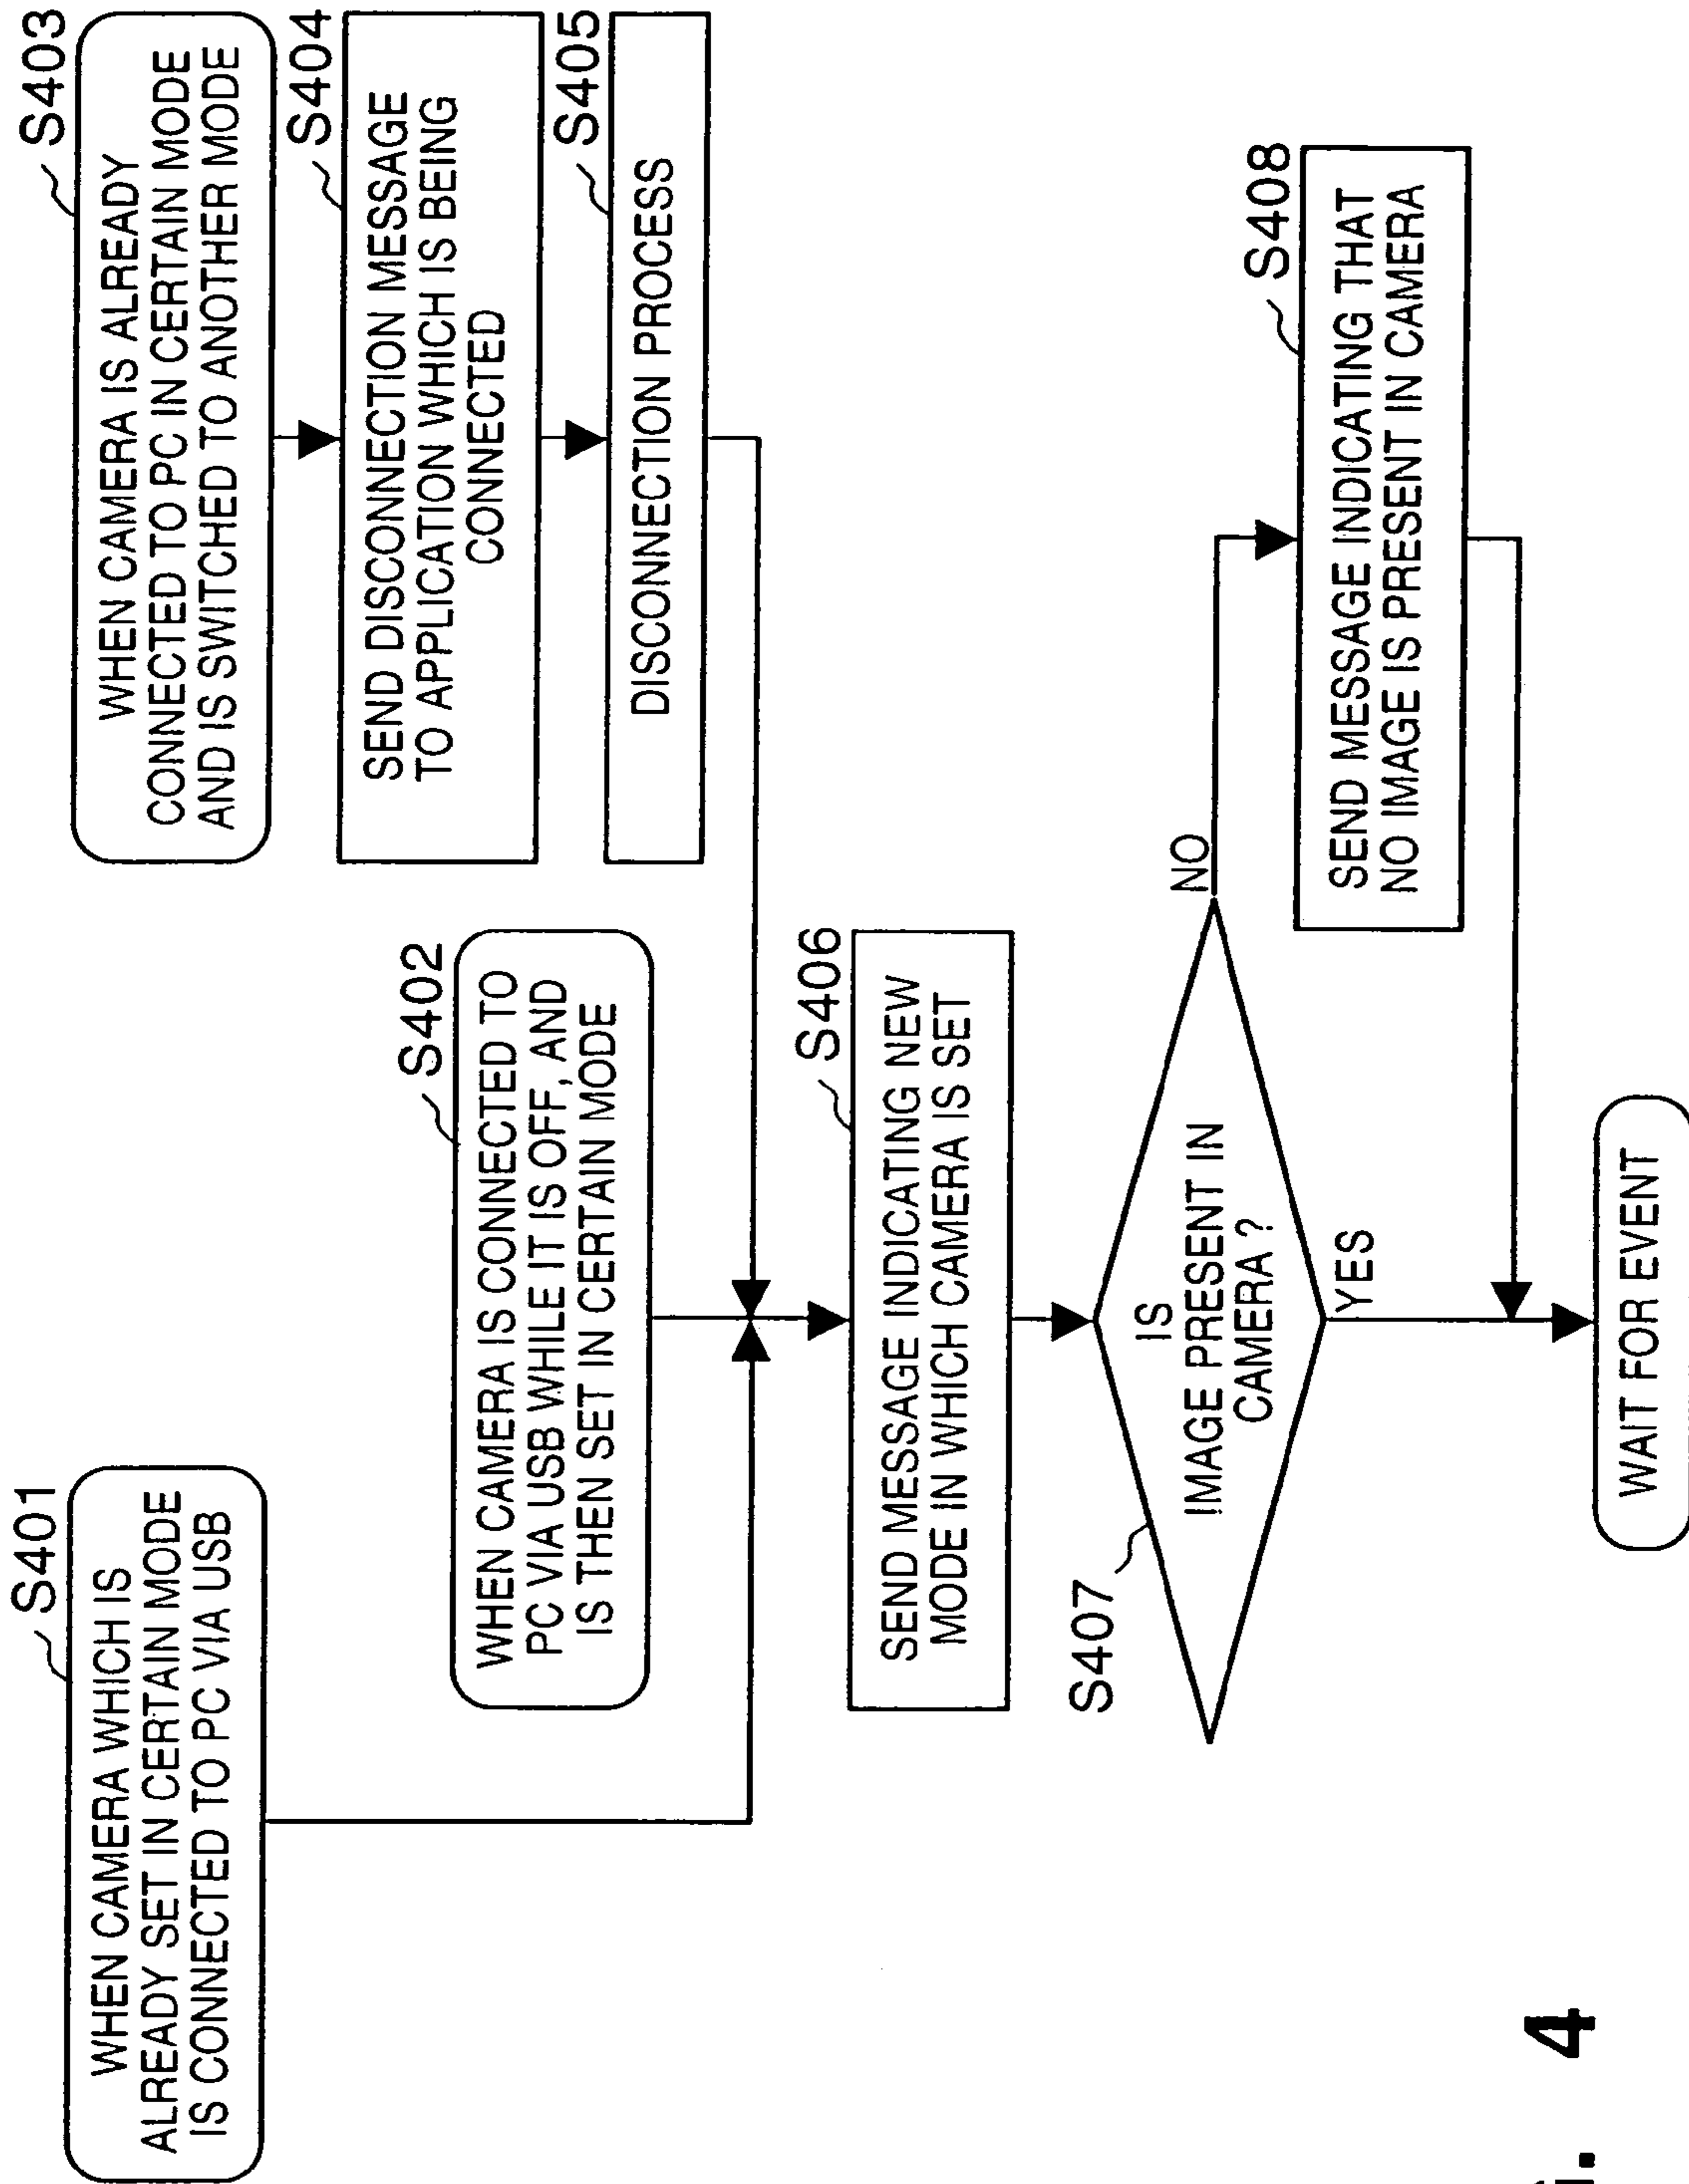 S401
WHEN CAMERA WHICH IS
ALREADY SET IN CERTAIN MODE
IS CONNECTED TO PC VIA USB
S402
WHEN CAMERA IS CONNECTED TO
PC VIA USB WHILE IT IS OFF, AND
IS THEN SET IN CERTAIN MODE
S403
WHEN CAMERA IS ALREADY
CONNECTED TO PC IN CERTAIN MODE
AND IS SWITCHED TO ANOTHER MODE
S404
SEND DISCONNECTION MESSAGE
TO APPLICATION WHICH IS BEING
CONNECTED
S405
DISCONNECTION PROCESS
S406
SEND MESSAGE INDICATING NEW
MODE IN WHICH CAMERA IS SET
S407
IS
IMAGE PRESENT IN
CAMERA ?
NO
YES
S408
SEND MESSAGE INDICATING THAT
NO IMAGE IS PRESENT IN CAMERA
WAIT FOR EVENT
4